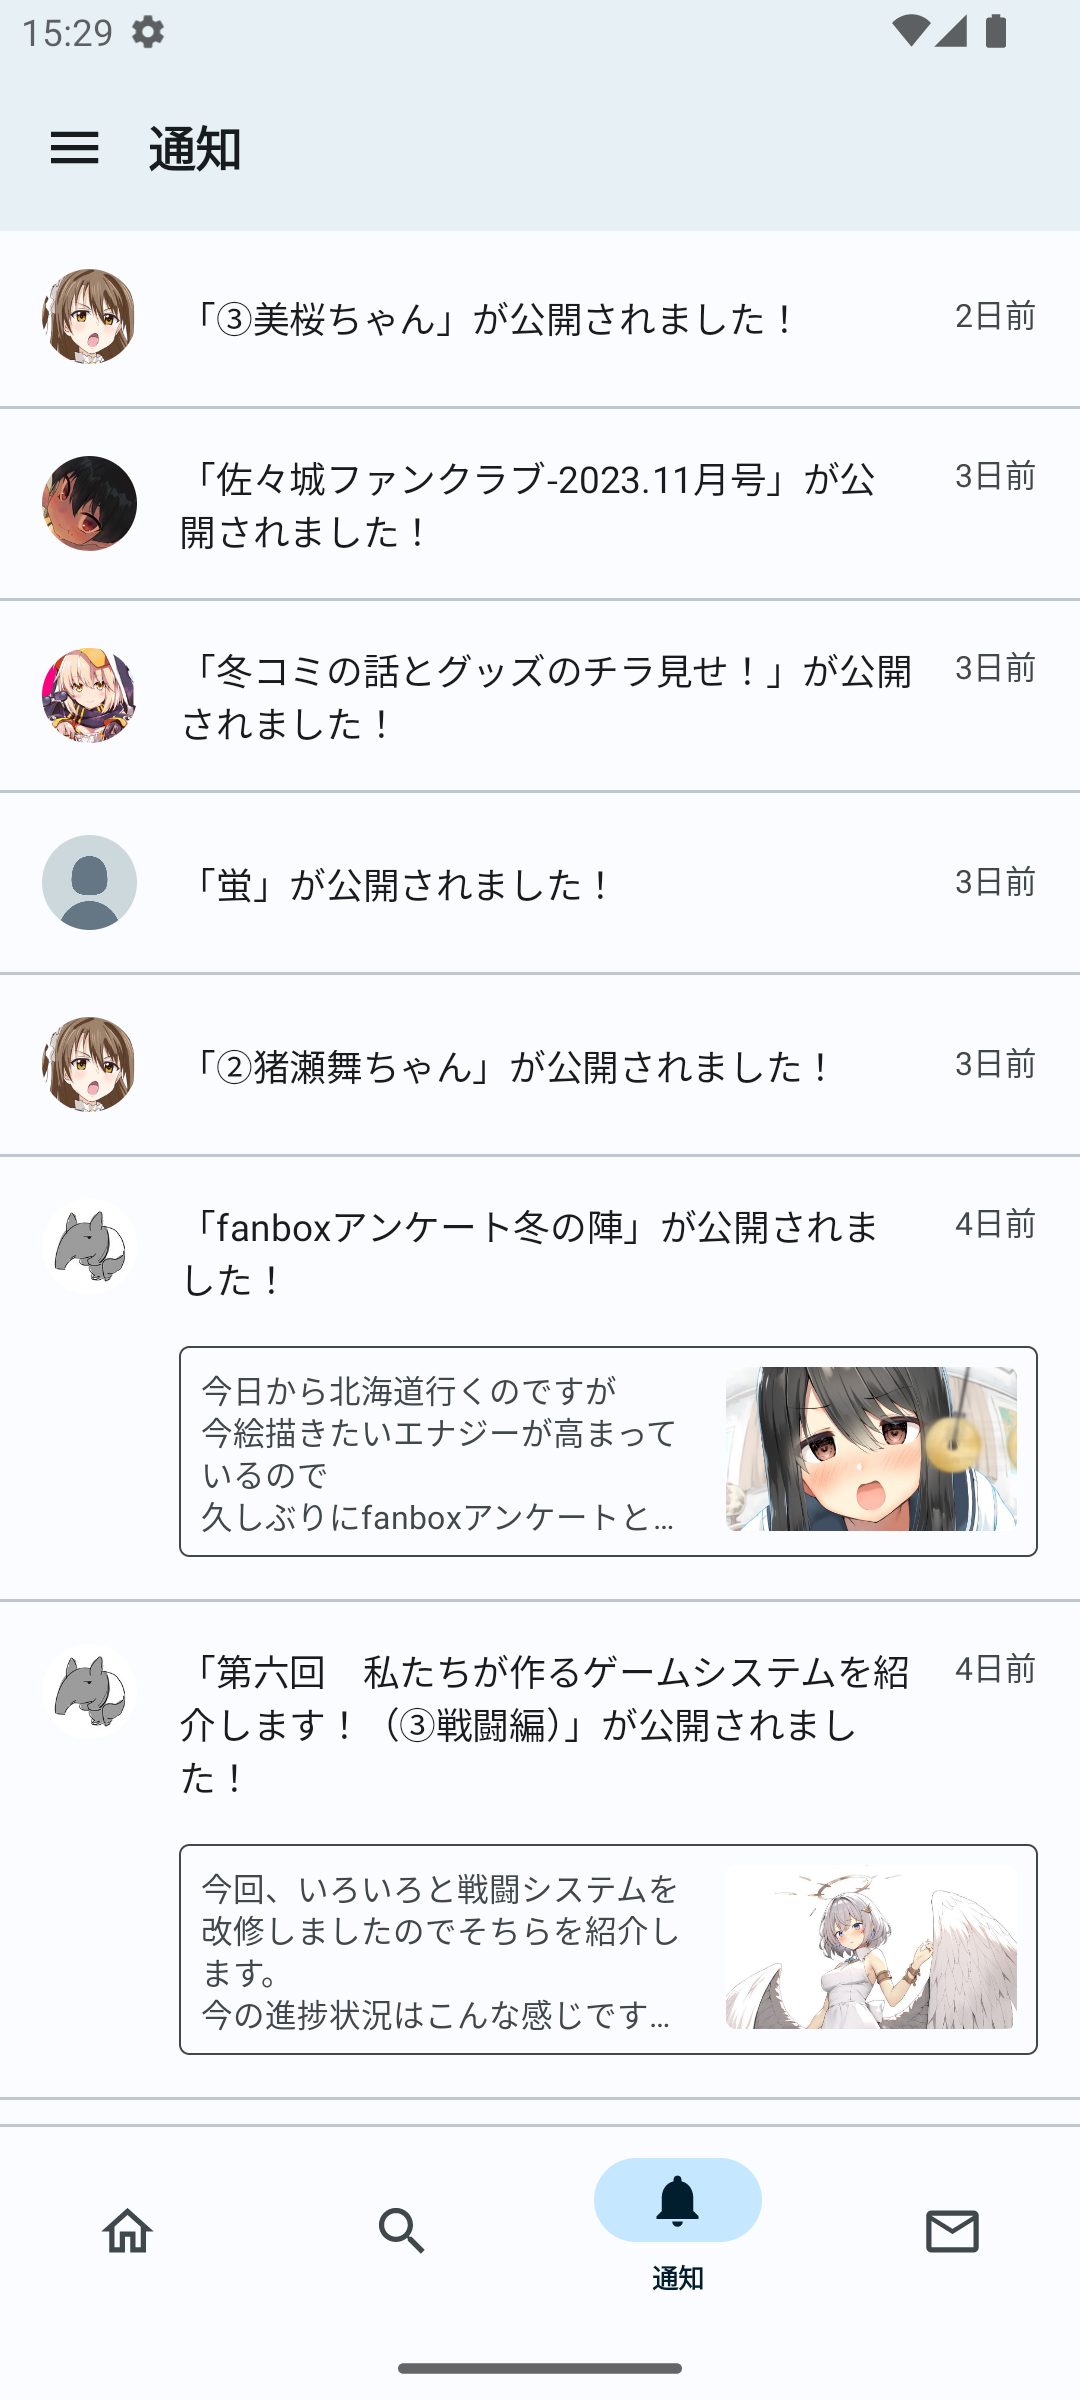 15:29
通知
「③美桜ちゃん」が公開されました！
2日前
「佐々城ファンクラブ-2023.11月号」が公
開されました！
3日前
「冬コミの話とグッズのチラ見せ！」が公開
されました！
3日前
「蛍」が公開されました！
3日前
「②猪瀬舞ちゃん」が公開されました！
3日前
「fanboxアンケート冬の陣」が公開されま
した！
4日前
今日から北海道行くのですが
今絵描きたいエナジーが高まって
いるので
久しぶりにfanboxアンケートと…
「第六回　私たちが作るゲームシステムを紹
介します！（③戦闘編）」が公開されまし
た！
4日前
今回、いろいろと戦闘システムを
改修しましたのでそちらを紹介し
ます。
今の進捗状況はこんな感じです…
通知